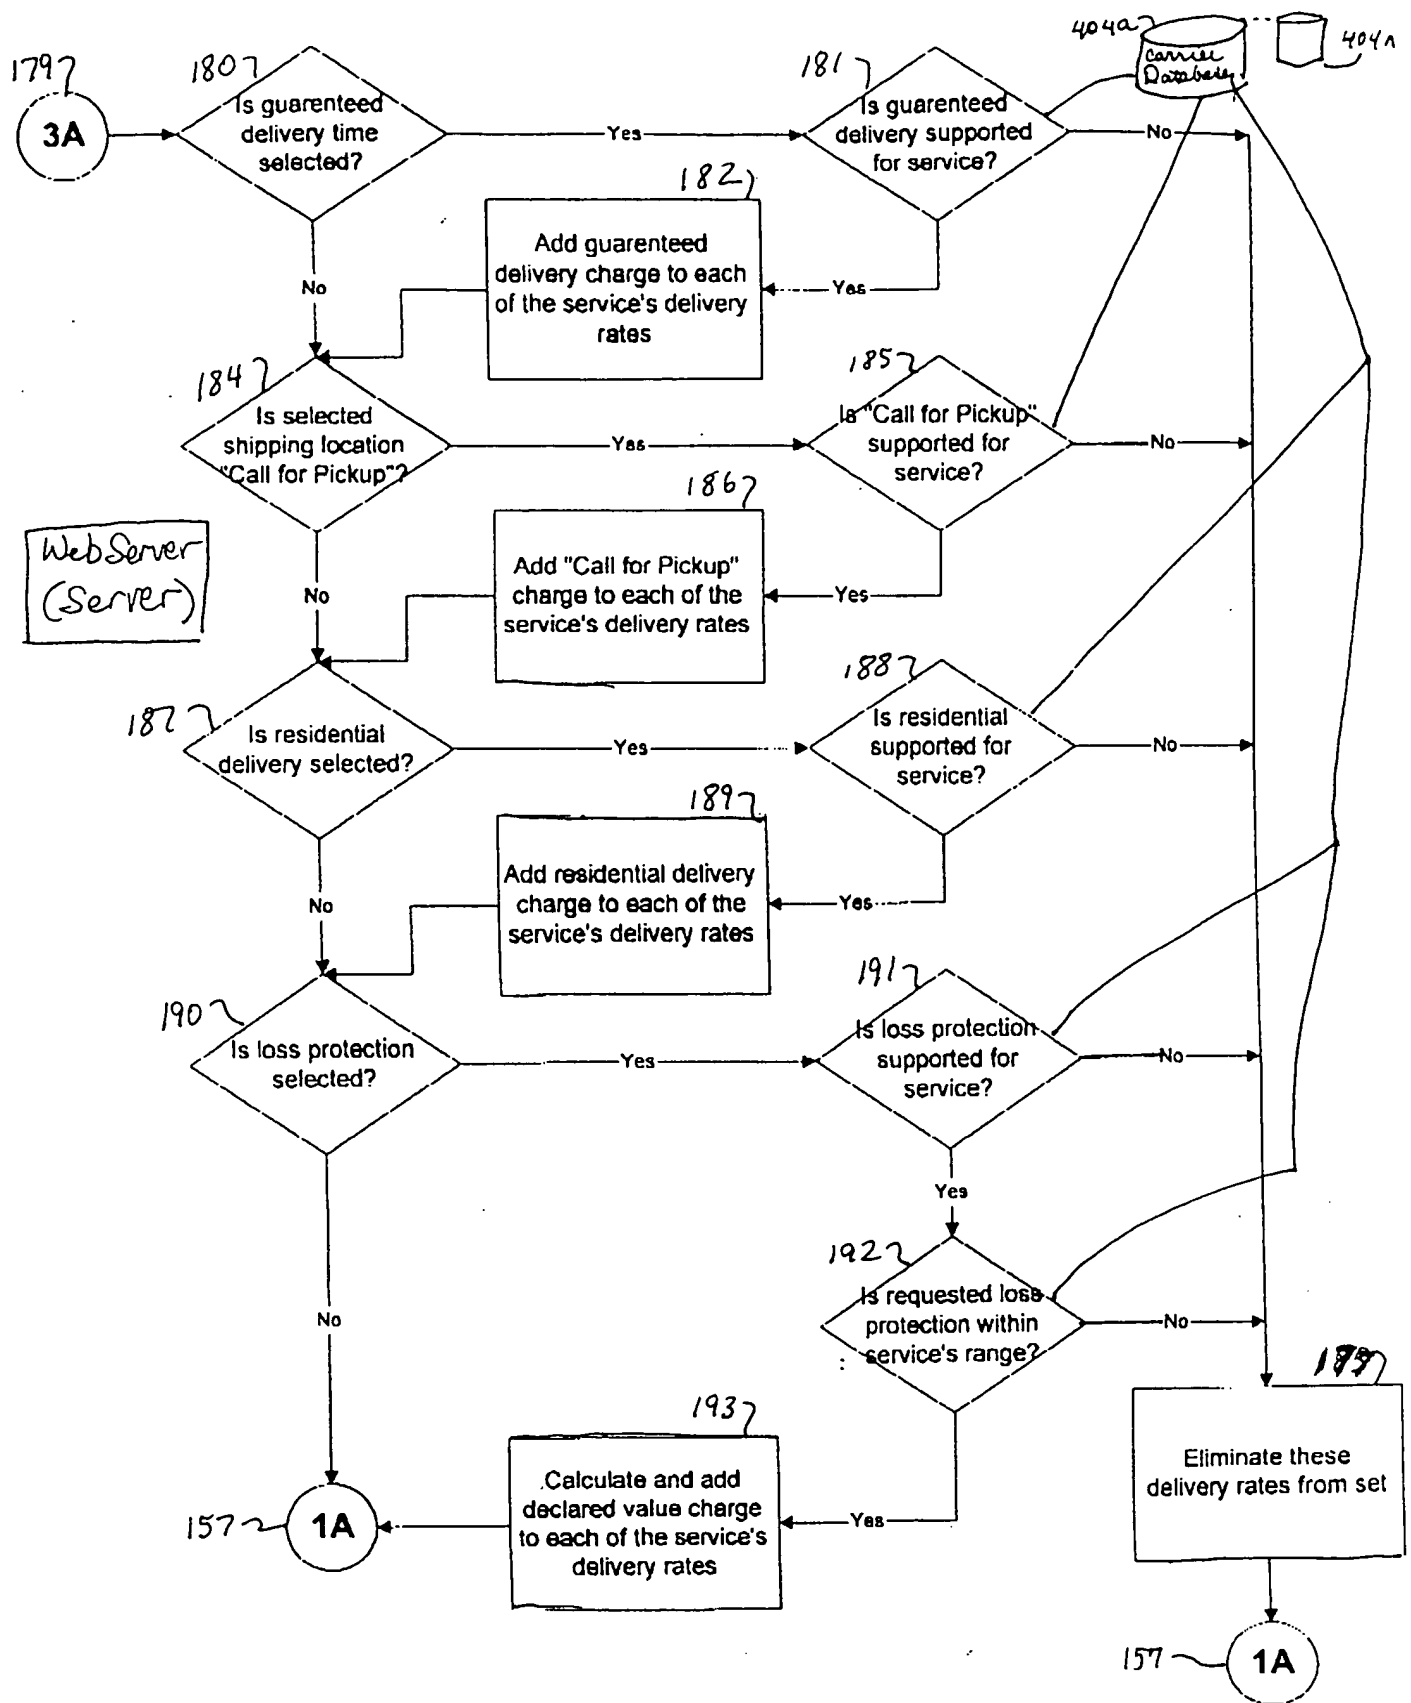 179
3A
180
Is guarenteed
delivery time
selected?
Yes
181
Is guarenteed
delivery supported
for service?
No
404a
Carrier
Database
404n
182
Add guarenteed
delivery charge to each
of the service's delivery
rates
Yes
No
184
Is selected
shipping location
"Call for Pickup"?
Yes
185
Is "Call for Pickup"
supported for
service?
No
186
Add "Call for Pickup"
charge to each of the
service's delivery rates
Yes
No
Web Server
(Server)
187
Is residential
delivery selected?
Yes
188
Is residential
supported for
service?
No
189
Add residential delivery
charge to each of the
service's delivery rates
Yes
No
190
Is loss protection
selected?
Yes
191
Is loss protection
supported for
service?
No
Yes
192
Is requested loss
protection within
service's range?
No
No
193
Calculate and add
declared value charge
to each of the service's
delivery rates
Yes
Eliminate these
delivery rates from set
157
1A
157
1A